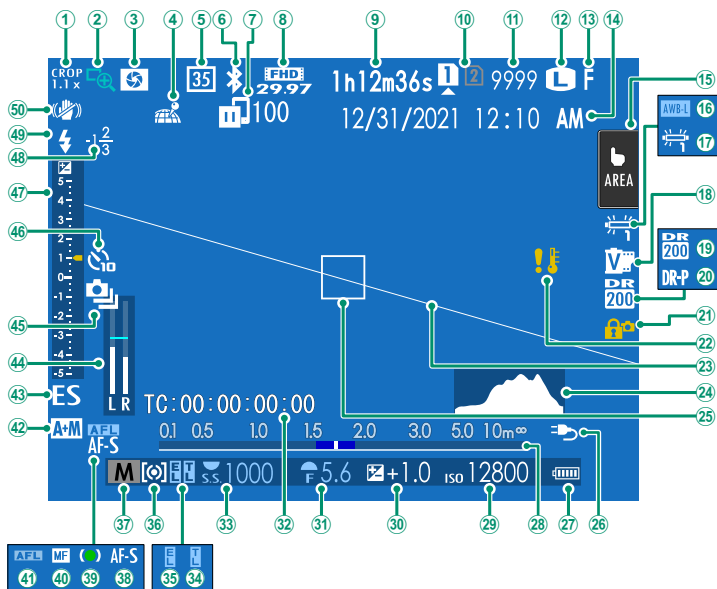 1 2 3 4 5 6 7 8 9 10 11 12 13 14
CROP 1.1x 35 FHD 29.97 1h12m36s 1 2 9999 L F
100 12/31/2021 12:10 AM
15
50
49
48
-1 2/3
47
5
4
3
2
1
0
-1
-2
-3
-4
-5
46
10
45
44
L R
43
ES
42
A+M
AFL
AF-S
AREA
AWB-L 16
1 17
1
18
V
DR 200 19
DR-P 20
DR 200
21
22
23
24
25
TC:00:00:00:00
0.1 0.5 1.0 1.5 2.0 3.0 5.0 10m ∞
M EL TL S.S. 1000 F 5.6 +1.0 ISO 12800
37 36 34 33 32 31 30 29 28 27 26
AFL MF AF-S
41 40 39 38
EL TL
35 34